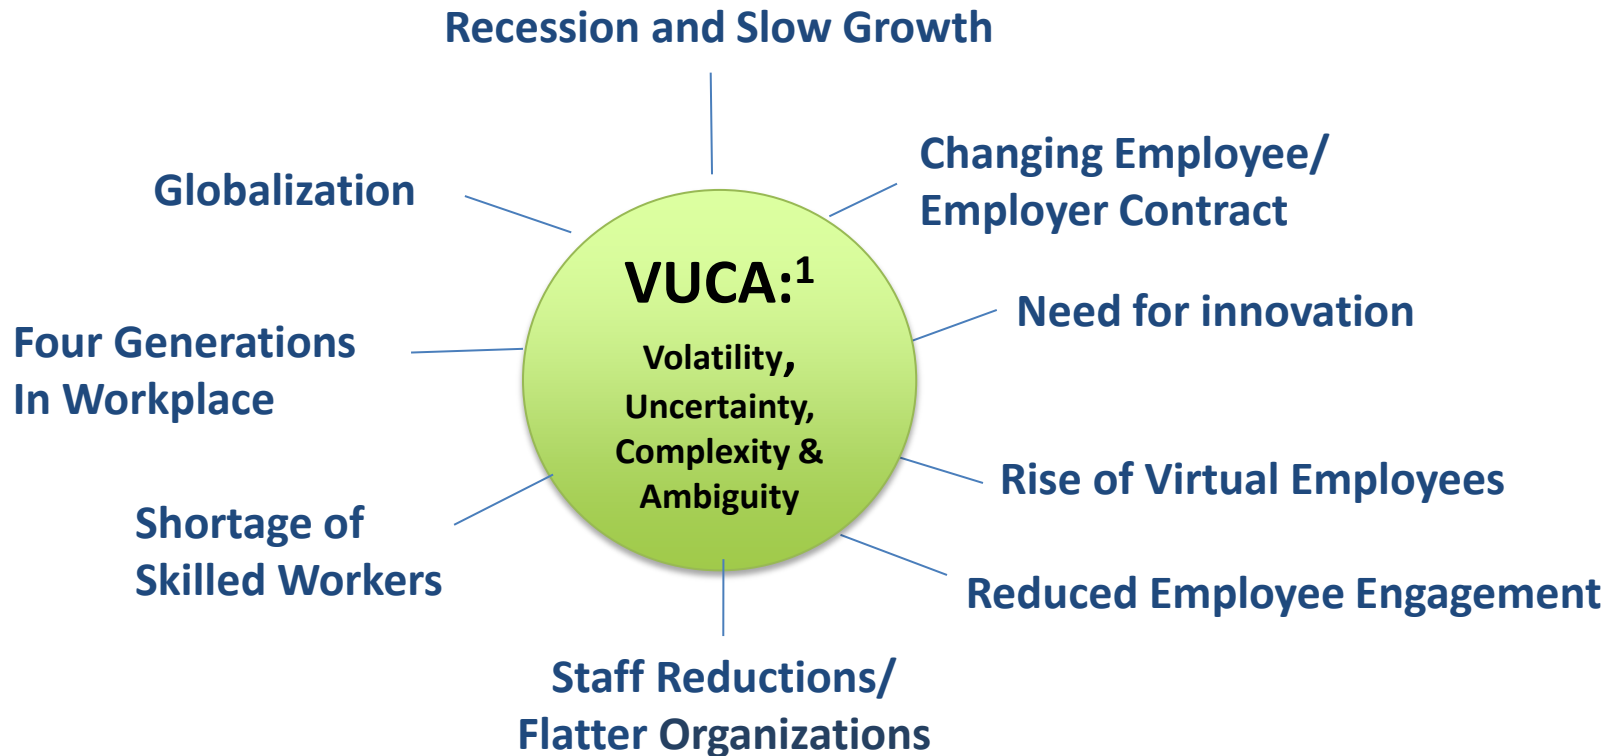 Recession and Slow Growth
Changing Employee/
Employer Contract
Globalization
VUCA:¹
Volatility,
Uncertainty,
Complexity &
Ambiguity
Need for innovation
Four Generations
In Workplace
Rise of Virtual Employees
Shortage of
Skilled Workers
Reduced Employee Engagement
Staff Reductions/
Flatter Organizations